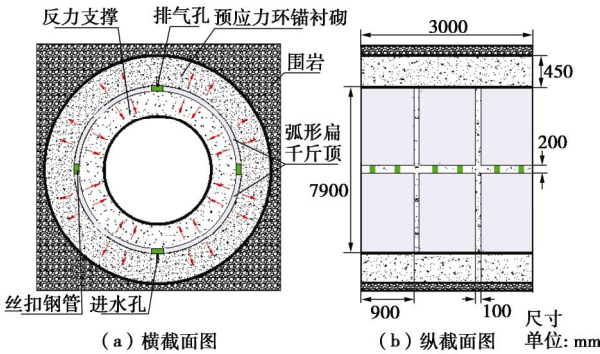 反力支撑
排气孔
预应力环锚衬砌
围岩
弧形扁
千斤顶
丝扣钢管
进水孔
(a) 横截面图
3000
450
200
7900
900
100
尺寸
单位: mm
(b) 纵截面图